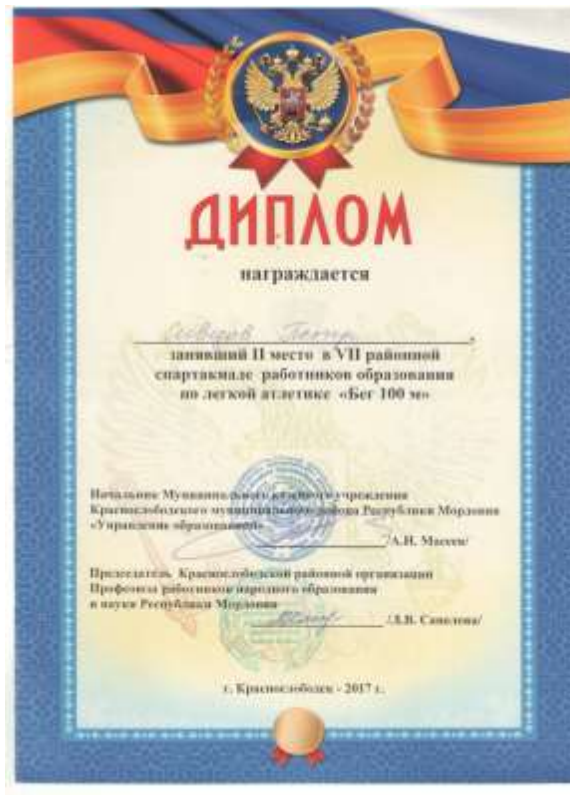 ДИПЛОМ
награждается
Петр
занявший II место в VII районной
спартакиаде работников образования
по легкой атлетике «Бег 100 м»
Начальник Муниципального казенного учреждения
Краснослободского муниципального района Республики Мордовия
«Управление образованием»
/А.Н. Масеев/
Председатель Краснослободской районной организации
Профсоюза работников народного образования
и науки Республики Мордовия
г. Краснослободск - 2017 г.